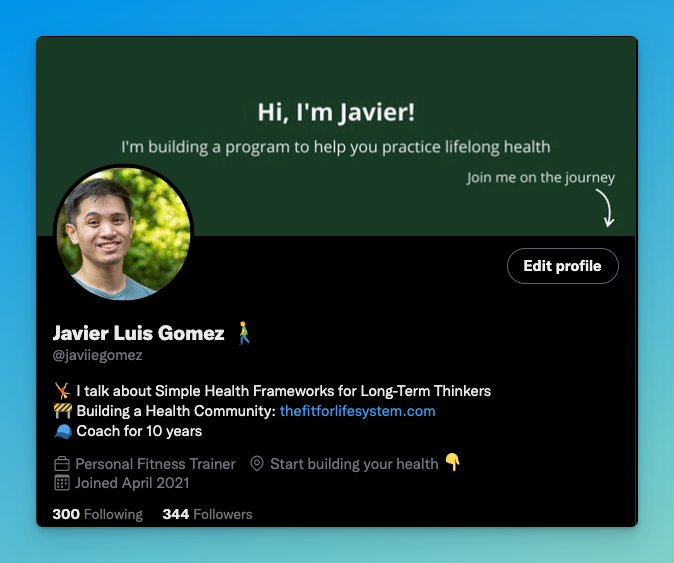 Hi, I'm Javier!
I'm building a program to help you practice lifelong health
Join me on the journey
Edit profile
Javier Luis Gomez 🚶‍♂️
@javiiegomez
🤸 I talk about Simple Health Frameworks for Long-Term Thinkers
🚧 Building a Health Community: thefitforlifesystem.com
🧢 Coach for 10 years
Personal Fitness Trainer Start building your health 👇
Joined April 2021
300 Following 344 Followers